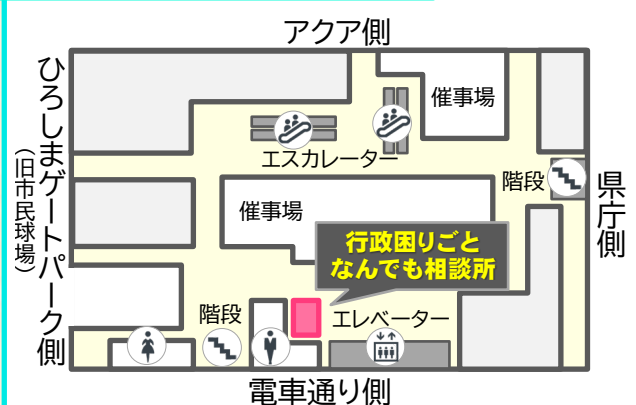 アクア側
ひろしまゲートパーク側
（旧市民球場）
催事場
エスカレーター
階段
県庁側
催事場
行政困りごと
なんでも相談所
階段
エレベーター
電車通り側